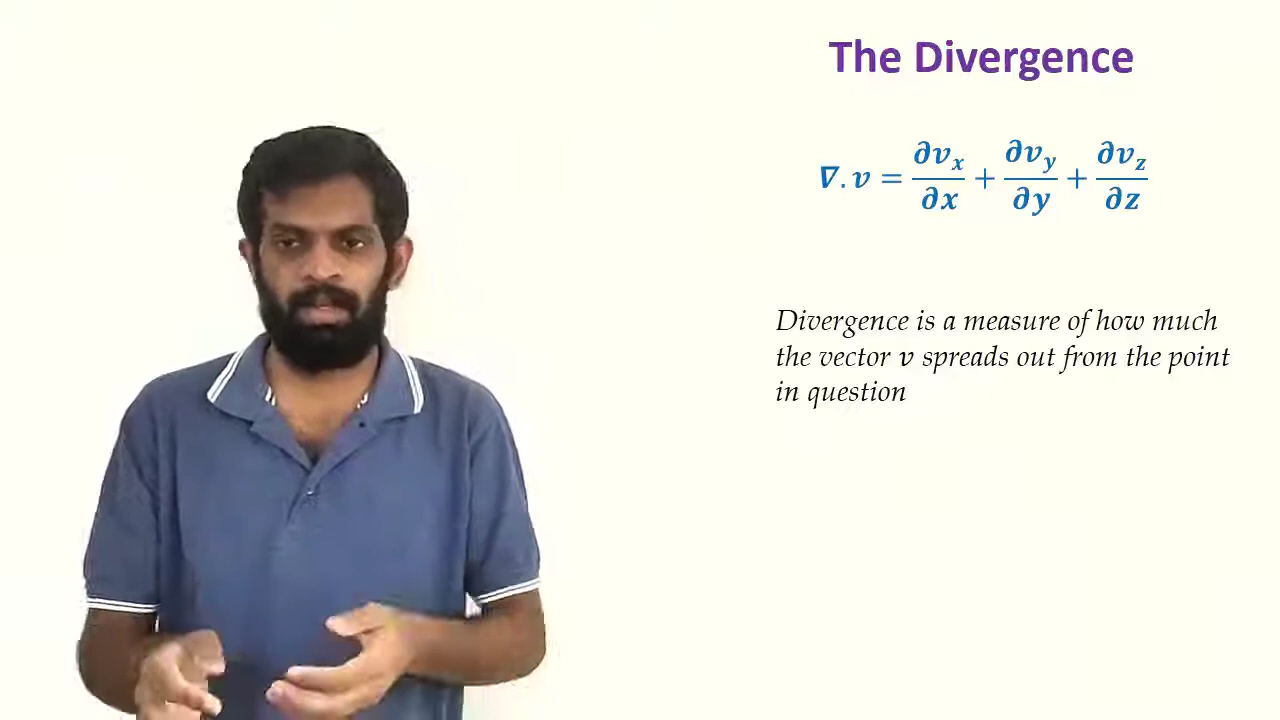 The Divergence
∇. v = ∂vₓ/∂x + ∂v_y/∂y + ∂v_z/∂z
Divergence is a measure of how much
the vector v spreads out from the point
in question